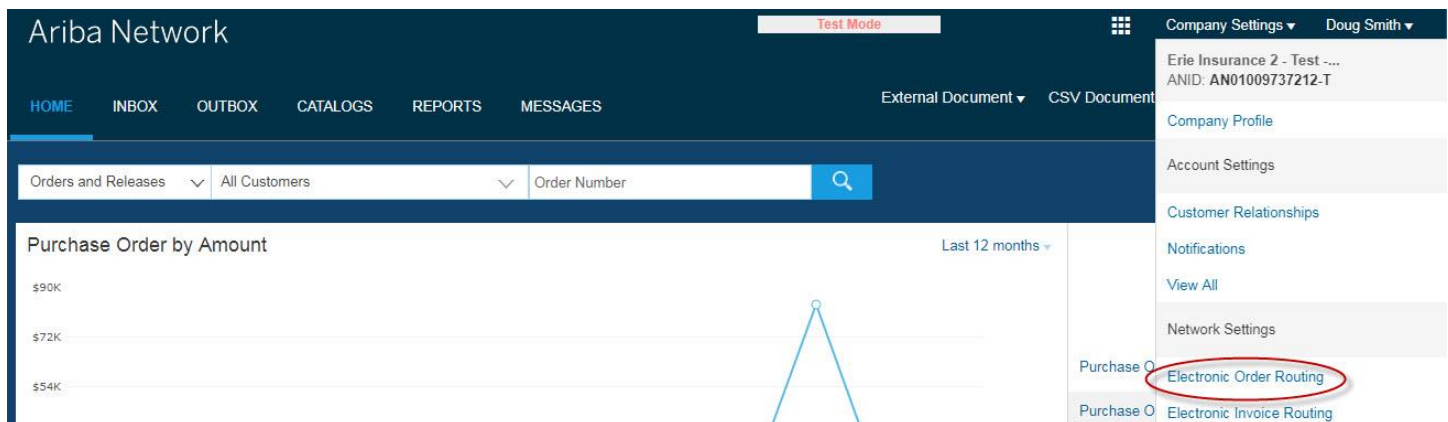 Ariba Network
Test Mode
Company Settings
Doug Smith
HOME INBOX OUTBOX CATALOGS REPORTS MESSAGES
External Document
CSV Document
Erie Insurance 2 - Test -...
ANID: AN01009737212-T
Company Profile
Account Settings
Customer Relationships
Notifications
View All
Network Settings
Electronic Order Routing
Electronic Invoice Routing
Orders and Releases
All Customers
Order Number
Purchase Order by Amount
Last 12 months
$90K
$72K
$54K
Purchase O
Purchase O